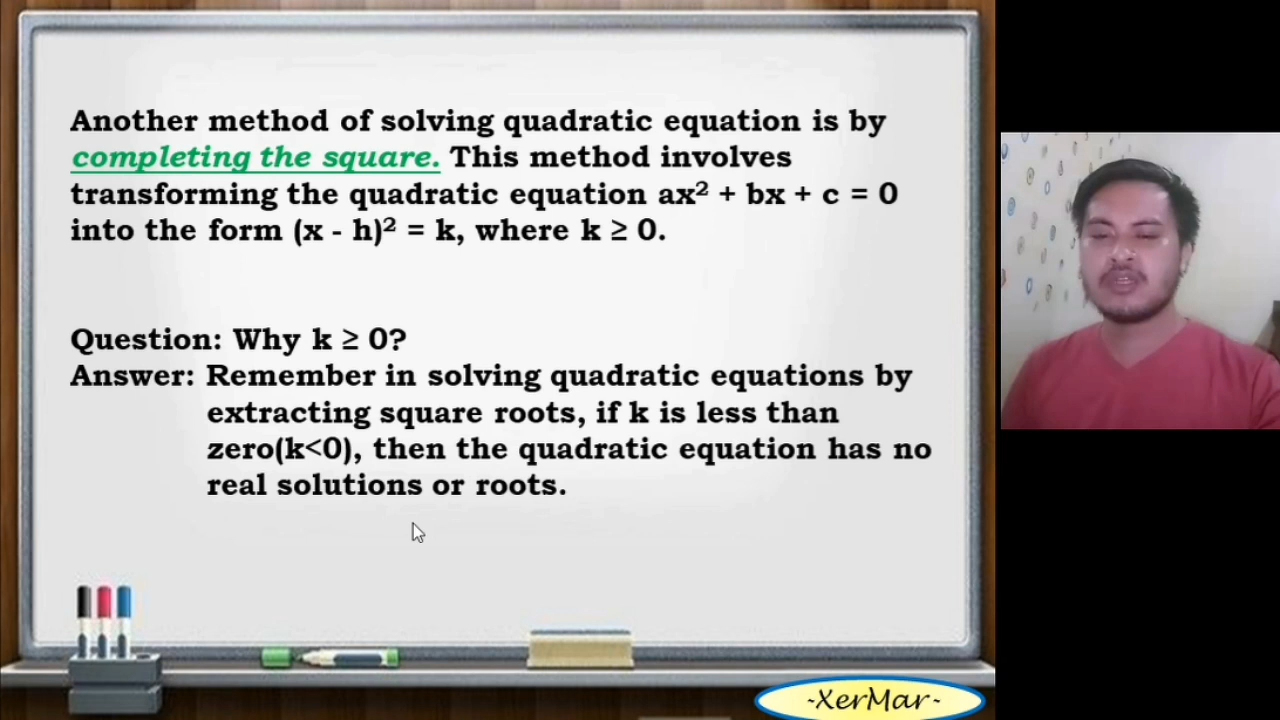 Another method of solving quadratic equation is by
completing the square. This method involves
transforming the quadratic equation ax² + bx + c = 0
into the form (x - h)² = k, where k ≥ 0.
Question: Why k ≥ 0?
Answer: Remember in solving quadratic equations by
extracting square roots, if k is less than
zero(k<0), then the quadratic equation has no
real solutions or roots.
-XerMar-